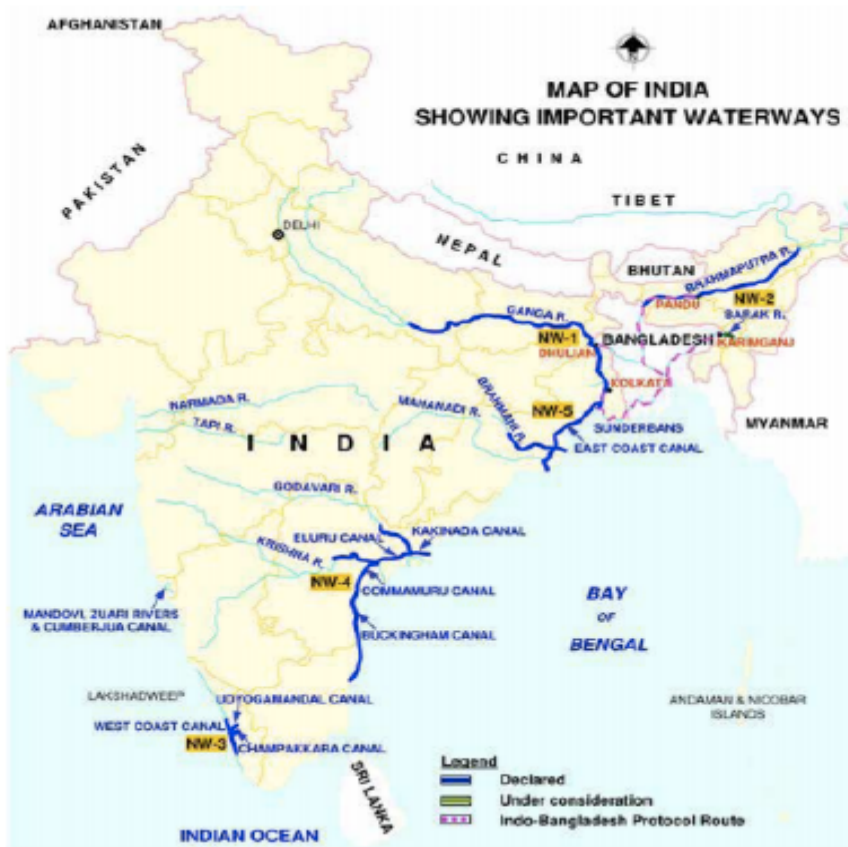 AFGHANISTAN
N
MAP OF INDIA
SHOWING IMPORTANT WATERWAYS
CHINA
PAKISTAN
TIBET
DELHI
NEPAL
BHUTAN
BRAHMAPUTRA R.
PANDU
NW-2
GANGA R.
BARAK R.
NW-1
BANGLADESH
KARIMGANJ
DHULIAN
KOLKATA
NARMADA R.
MAHANADI R.
BRAHMANI R.
NW-5
MYANMAR
TAPI R.
SUNDERBANS
INDIA
EAST COAST CANAL
GODAVARI R.
ARABIAN
SEA
KAKINADA CANAL
ELURU CANAL
KRISHNA R.
NW-4
COMMAMURU CANAL
BAY
OF
BENGAL
MANDOVI, ZUARI RIVERS
& CUMBERJUA CANAL
BUCKINGHAM CANAL
LAKSHADWEEP
UDYOGAMANDAL CANAL
ANDAMAN & NICOBAR
ISLANDS
WEST COAST CANAL
NW-3
CHAMPAKKARA CANAL
SRI LANKA
Legend
Declared
Under consideration
Indo-Bangladesh Protocol Route
INDIAN OCEAN